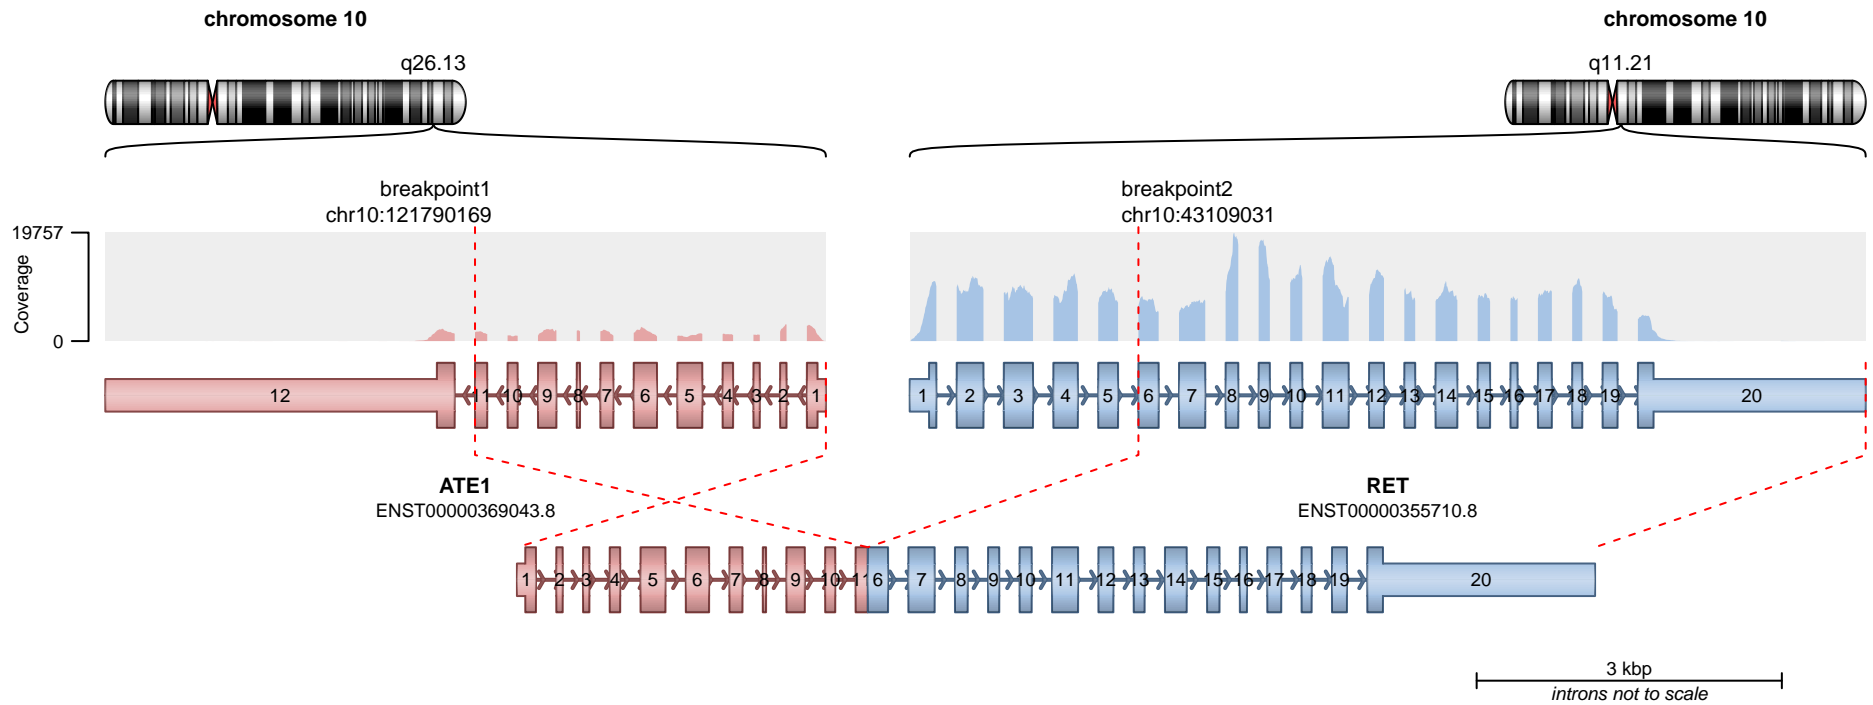 chromosome 10
chromosome 10
q26.13
q11.21
breakpoint1
chr10:121790169
breakpoint2
chr10:43109031
19757
Coverage
0
12 11 10 9 8 7 6 5 4 3 2 1
1 2 3 4 5 6 7 8 9 10 11 12 13 14 15 16 17 18 19 20
ATE1
ENST00000369043.8
RET
ENST00000355710.8
1 2 3 4 5 6 7 8 9 10 11 6 7 8 9 10 11 12 13 14 15 16 17 18 19 20
3 kbp
introns not to scale